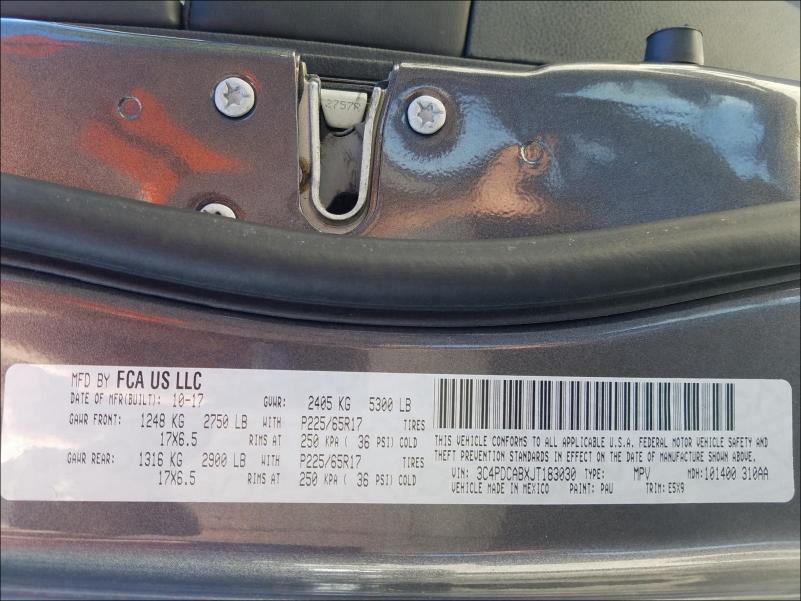 2757R
MFD BY FCA US LLC
DATE OF MFR(BUILT): 10-17 GVWR: 2405 KG 5300 LB
GAWR FRONT: 1248 KG 2750 LB WITH P225/65R17 TIRES
17X6.5 RIMS AT 250 KPA ( 36 PSI) COLD
GAWR REAR: 1316 KG 2900 LB WITH P225/65R17 TIRES
17X6.5 RIMS AT 250 KPA ( 36 PSI) COLD
THIS VEHICLE CONFORMS TO ALL APPLICABLE U.S.A. FEDERAL MOTOR VEHICLE SAFETY AND
THEFT PREVENTION STANDARDS IN EFFECT ON THE DATE OF MANUFACTURE SHOWN ABOVE.
VIN: 3C4PDCABXJT183030 TYPE: MPV MDH:101400 310AA
VEHICLE MADE IN MEXICO PAINT: PAU TRIM: E5X9